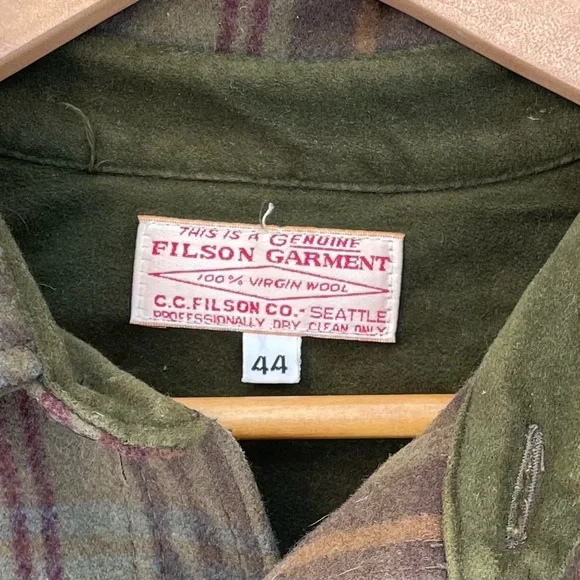 THIS IS A GENUINE
FILSON GARMENT
100% VIRGIN WOOL
C.C.FILSON CO.- SEATTLE
PROFESSIONALLY DRY CLEAN ONLY
44